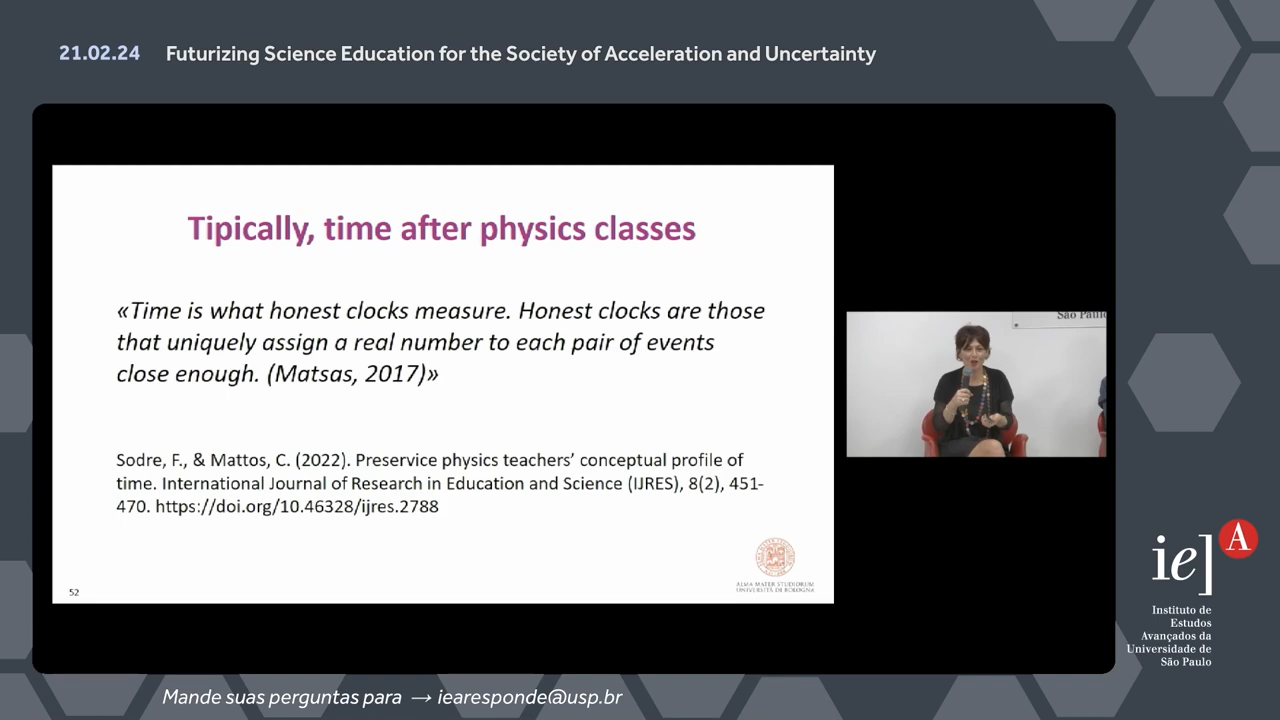 21.02.24 Futurizing Science Education for the Society of Acceleration and Uncertainty
Tipically, time after physics classes
«Time is what honest clocks measure. Honest clocks are those
that uniquely assign a real number to each pair of events
close enough. (Matsas, 2017)»
Sodre, F., & Mattos, C. (2022). Preservice physics teachers’ conceptual profile of
time. International Journal of Research in Education and Science (IJRES), 8(2), 451-
470. https://doi.org/10.46328/ijres.2788
52
ALMA MATER STUDIORUM
UNIVERSITÀ DI BOLOGNA
São Paulo
ie]A
Instituto de
Estudos
Avançados da
Universidade de
São Paulo
Mande suas perguntas para → iearesponde@usp.br